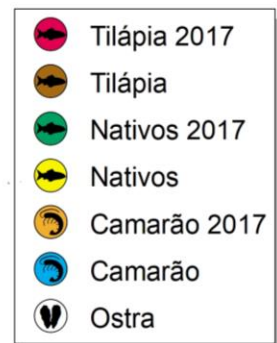 Tilápia 2017
Tilápia
Nativos 2017
Nativos
Camarão 2017
Camarão
Ostra